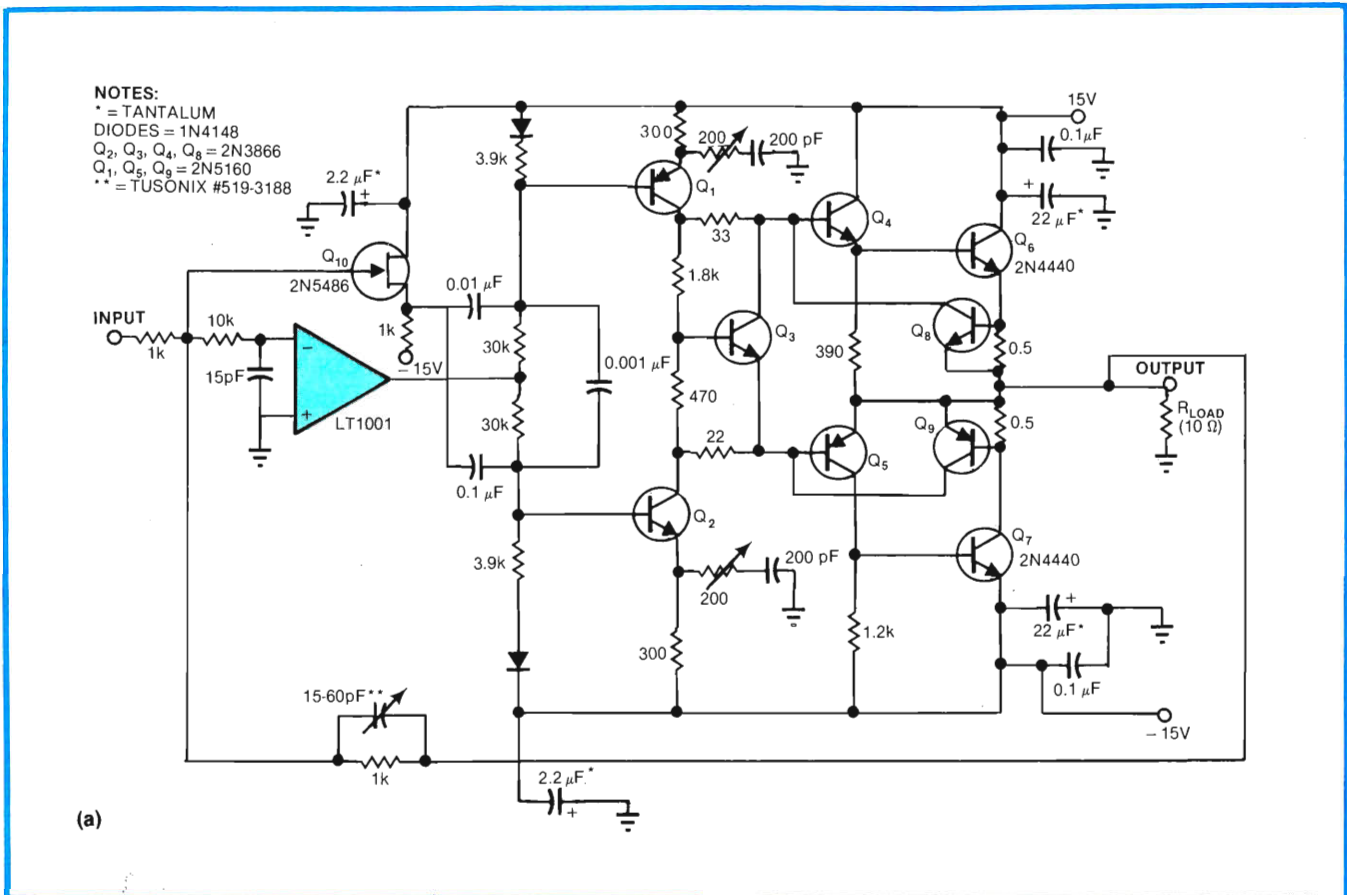 NOTES:
* = TANTALUM
DIODES = 1N4148
Q2, Q3, Q4, Q8 = 2N3866
Q1, Q5, Q9 = 2N5160
** = TUSONIX #519-3188
2.2 µF*
+
3.9k
300
200
200 pF
Q1
15V
0.1µF
+
22 µF*
33
Q4
Q6
2N4440
Q10
2N5486
0.01 µF
1.8k
INPUT
1k
10k
1k
-15V
30k
0.001 µF
Q3
390
Q8
0.5
OUTPUT
15pF
−
+
LT1001
30k
470
22
Q5
Q9
0.5
RLOAD
(10 Ω)
0.1 µF
Q2
3.9k
200 pF
200
Q7
2N4440
300
1.2k
+
22 µF*
0.1 µF
-15V
15-60pF**
1k
2.2 µF.*
+
(a)